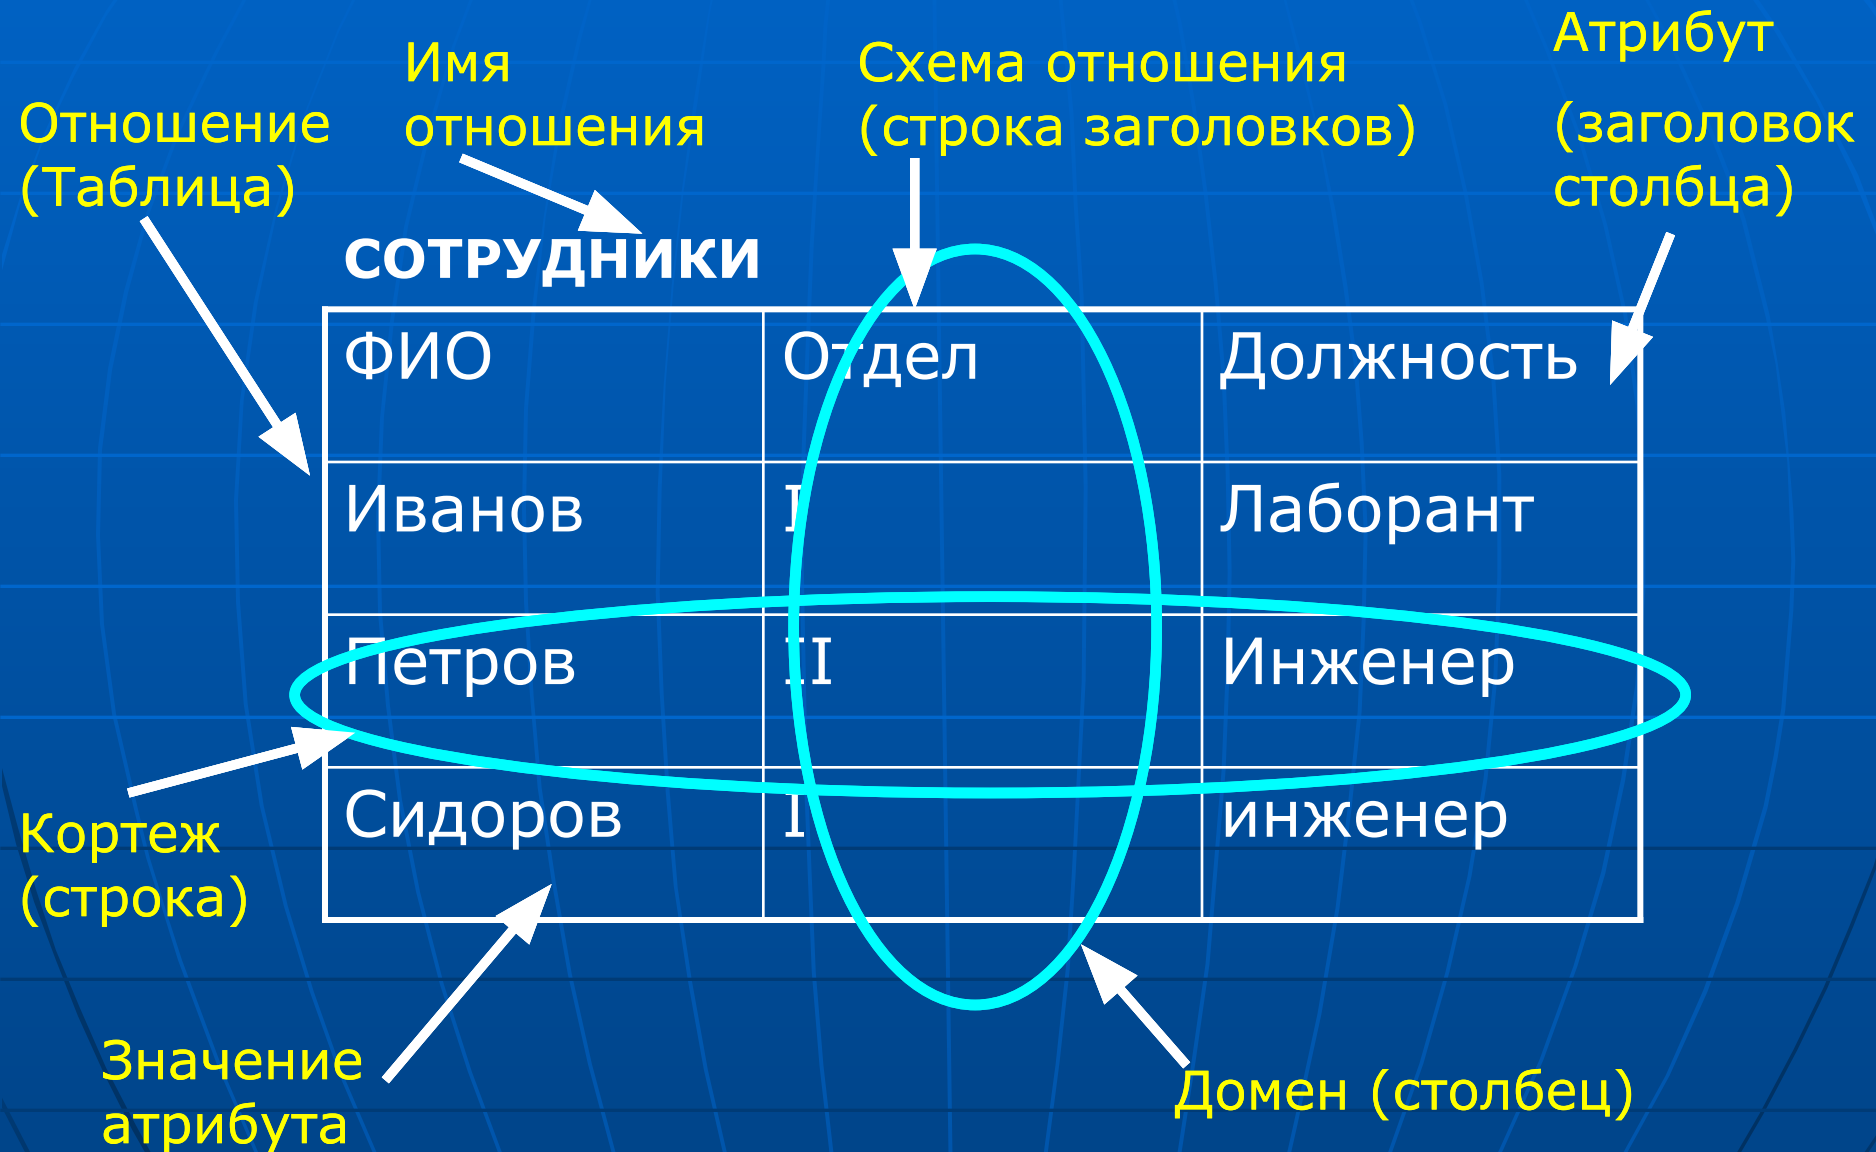 Имя
отношения
Схема отношения
(строка заголовков)
Атрибут
(заголовок
столбца)
Отношение
(Таблица)
СОТРУДНИКИ
ФИО Отдел Должность
Иванов I Лаборант
Петров II Инженер
Сидоров I инженер
Кортеж
(строка)
Значение
атрибута
Домен (столбец)